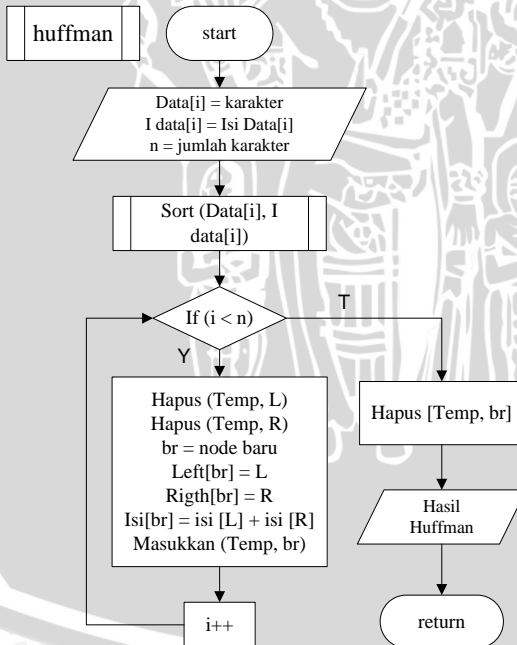 huffman
start
Data[i] = karakter
I data[i] = Isi Data[i]
n = jumlah karakter
Sort (Data[i], I
data[i])
If (i < n)
T
Y
Hapus (Temp, L)
Hapus (Temp, R)
br = node baru
Left[br] = L
Rigth[br] = R
Isi[br] = isi [L] + isi [R]
Masukkan (Temp, br)
i++
Hapus [Temp, br]
Hasil
Huffman
return